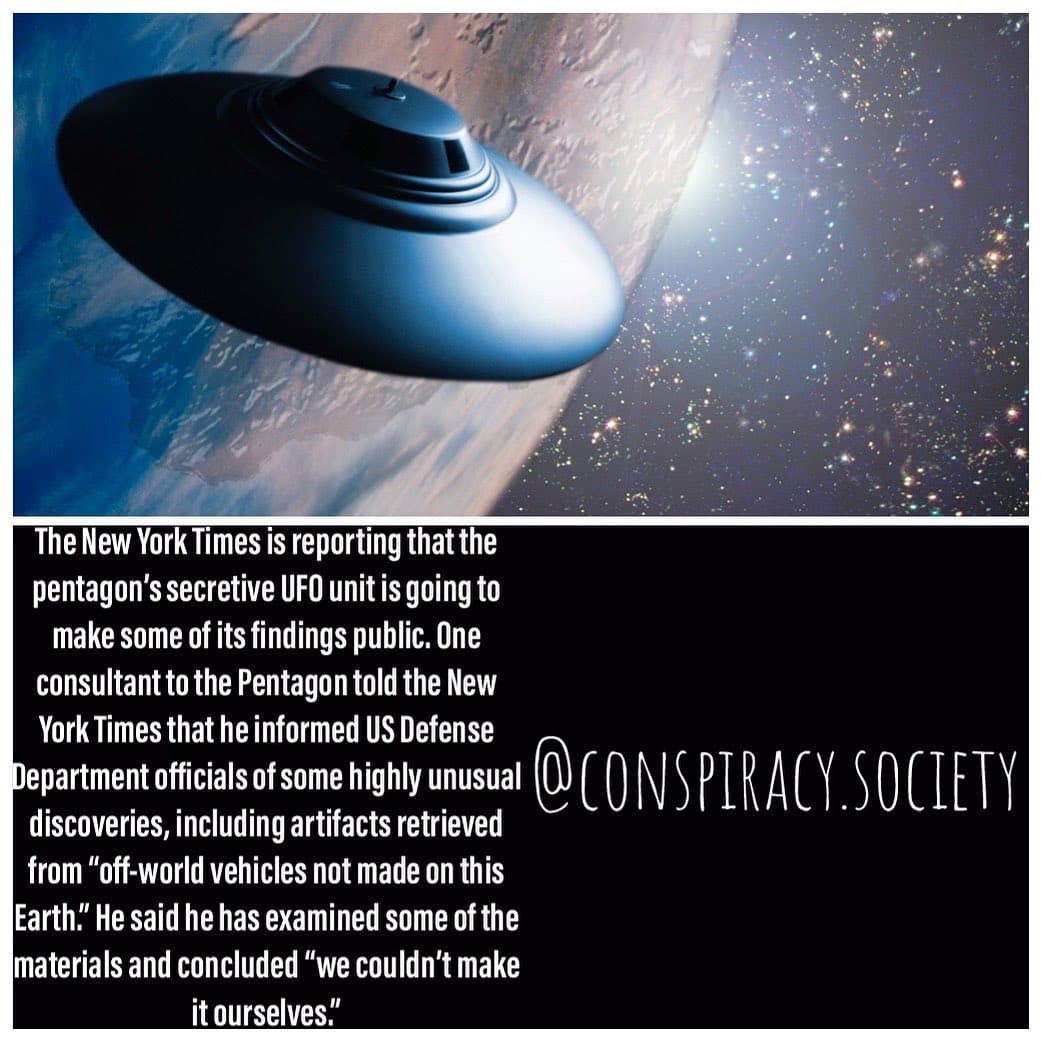 The New York Times is reporting that the
pentagon’s secretive UFO unit is going to
make some of its findings public. One
consultant to the Pentagon told the New
York Times that he informed US Defense
Department officials of some highly unusual
discoveries, including artifacts retrieved
from “off-world vehicles not made on this
Earth.” He said he has examined some of the
materials and concluded “we couldn’t make
it ourselves.”
@CONSPIRACY.SOCIETY